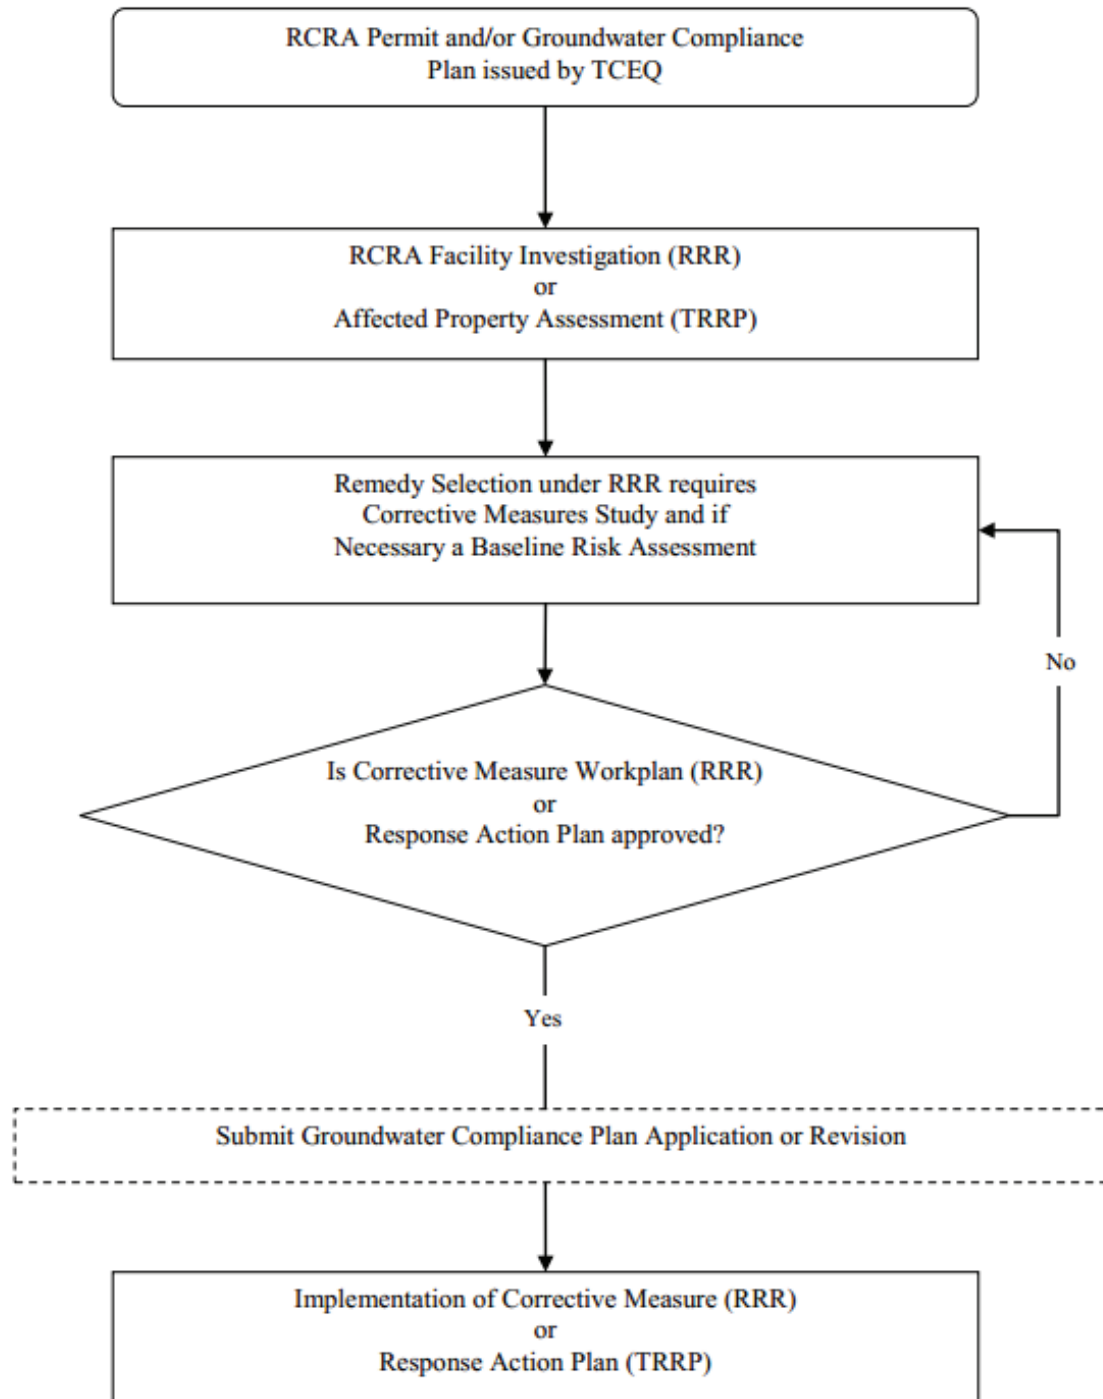 RCRA Permit and/or Groundwater Compliance
Plan issued by TCEQ
RCRA Facility Investigation (RRR)
or
Affected Property Assessment (TRRP)
Remedy Selection under RRR requires
Corrective Measures Study and if
Necessary a Baseline Risk Assessment
No
Is Corrective Measure Workplan (RRR)
or
Response Action Plan approved?
Yes
Submit Groundwater Compliance Plan Application or Revision
Implementation of Corrective Measure (RRR)
or
Response Action Plan (TRRP)